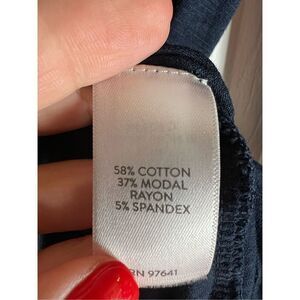 58% COTTON
37% MODAL
RAYON
5% SPANDEX
RN 97641